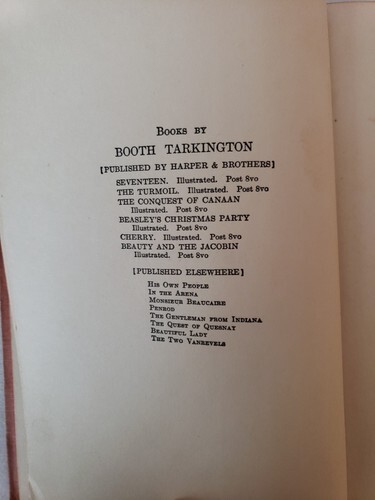 Books by
BOOTH TARKINGTON
[PUBLISHED BY HARPER & BROTHERS]
SEVENTEEN. Illustrated. Post 8vo
THE TURMOIL. Illustrated. Post 8vo
THE CONQUEST OF CANAAN
Illustrated. Post 8vo
BEASLEY'S CHRISTMAS PARTY
Illustrated. Post 8vo
CHERRY. Illustrated. Post 8vo
BEAUTY AND THE JACOBIN
Illustrated. Post 8vo
[PUBLISHED ELSEWHERE]
His Own People
In the Arena
Monsieur Beaucaire
Penrod
The Gentleman from Indiana
The Quest of Quesnay
Beautiful Lady
The Two Vanrevels